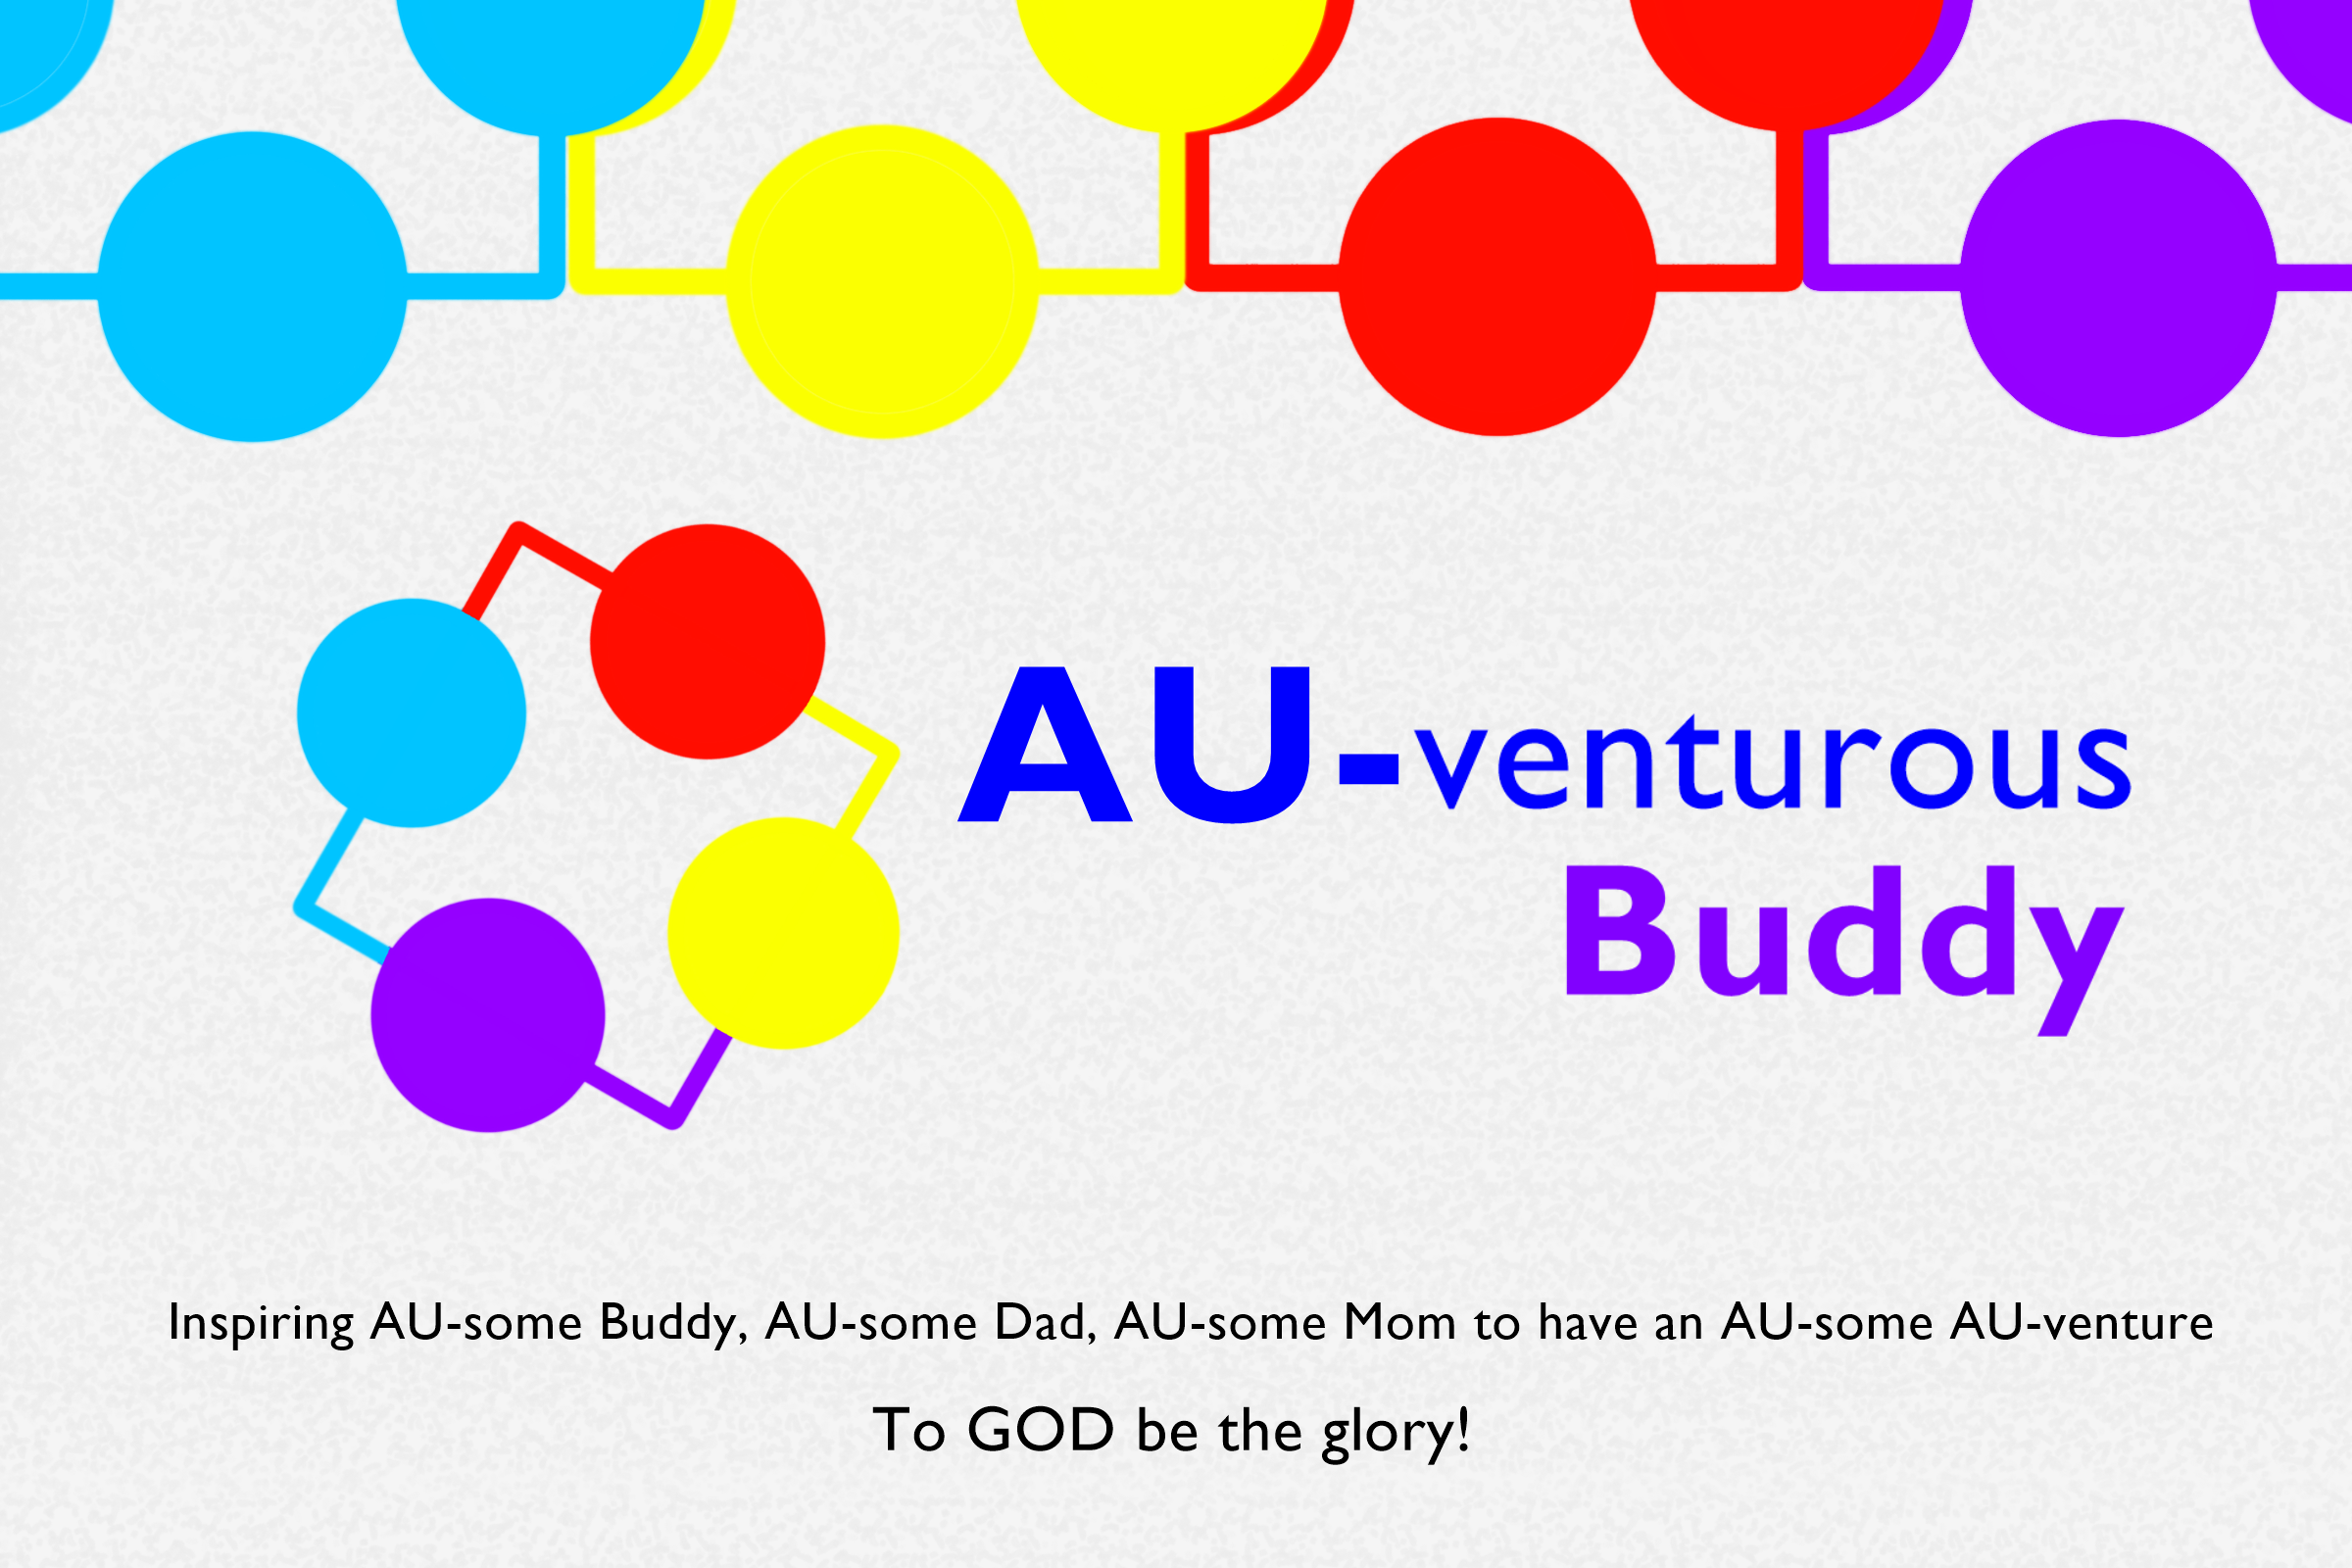 AU-venturous
Buddy
Inspiring AU-some Buddy, AU-some Dad, AU-some Mom to have an AU-some AU-venture
To GOD be the glory!